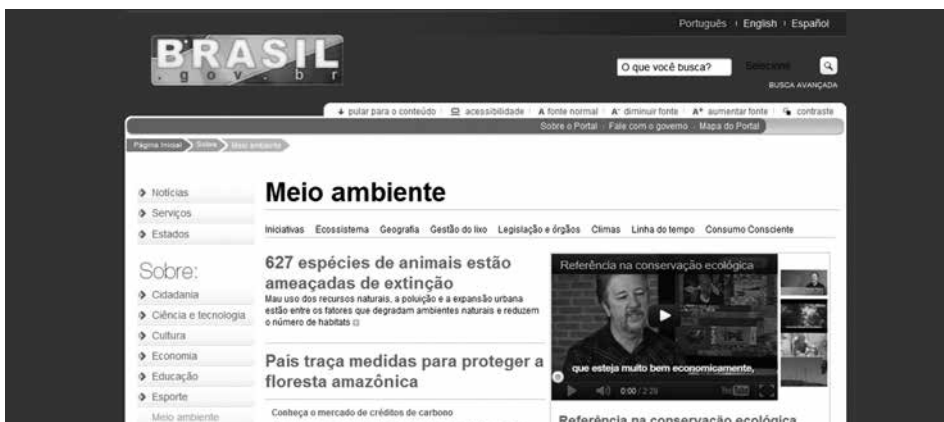 Português English Español
BRASIL
.gov.br
O que você busca?
Selecione
BUSCA AVANÇADA
pular para o conteúdo acessibilidade A fonte normal A- diminuir fonte A+ aumentar fonte contraste
Sobre o Portal Fale com o governo Mapa do Portal
Página Inicial Sobre Meio ambiente
Notícias
Serviços
Estados
Sobre:
Cidadania
Ciência e tecnologia
Cultura
Economia
Educação
Esporte
Meio ambiente
Meio ambiente
Iniciativas Ecossistema Geografia Gestão do lixo Legislação e órgãos Climas Linha do tempo Consumo Consciente
627 espécies de animais estão
ameaçadas de extinção
Mau uso dos recursos naturais, a poluição e a expansão urbana
estão entre os fatores que degradam ambientes naturais e reduzem
o número de habitats
País traça medidas para proteger a
floresta amazônica
Conheça o mercado de créditos de carbono
Referência na conservação ecológica
que esteja muito bem economicamente,
0:00 / 2:29
YouTube
Referência na conservação ecológica